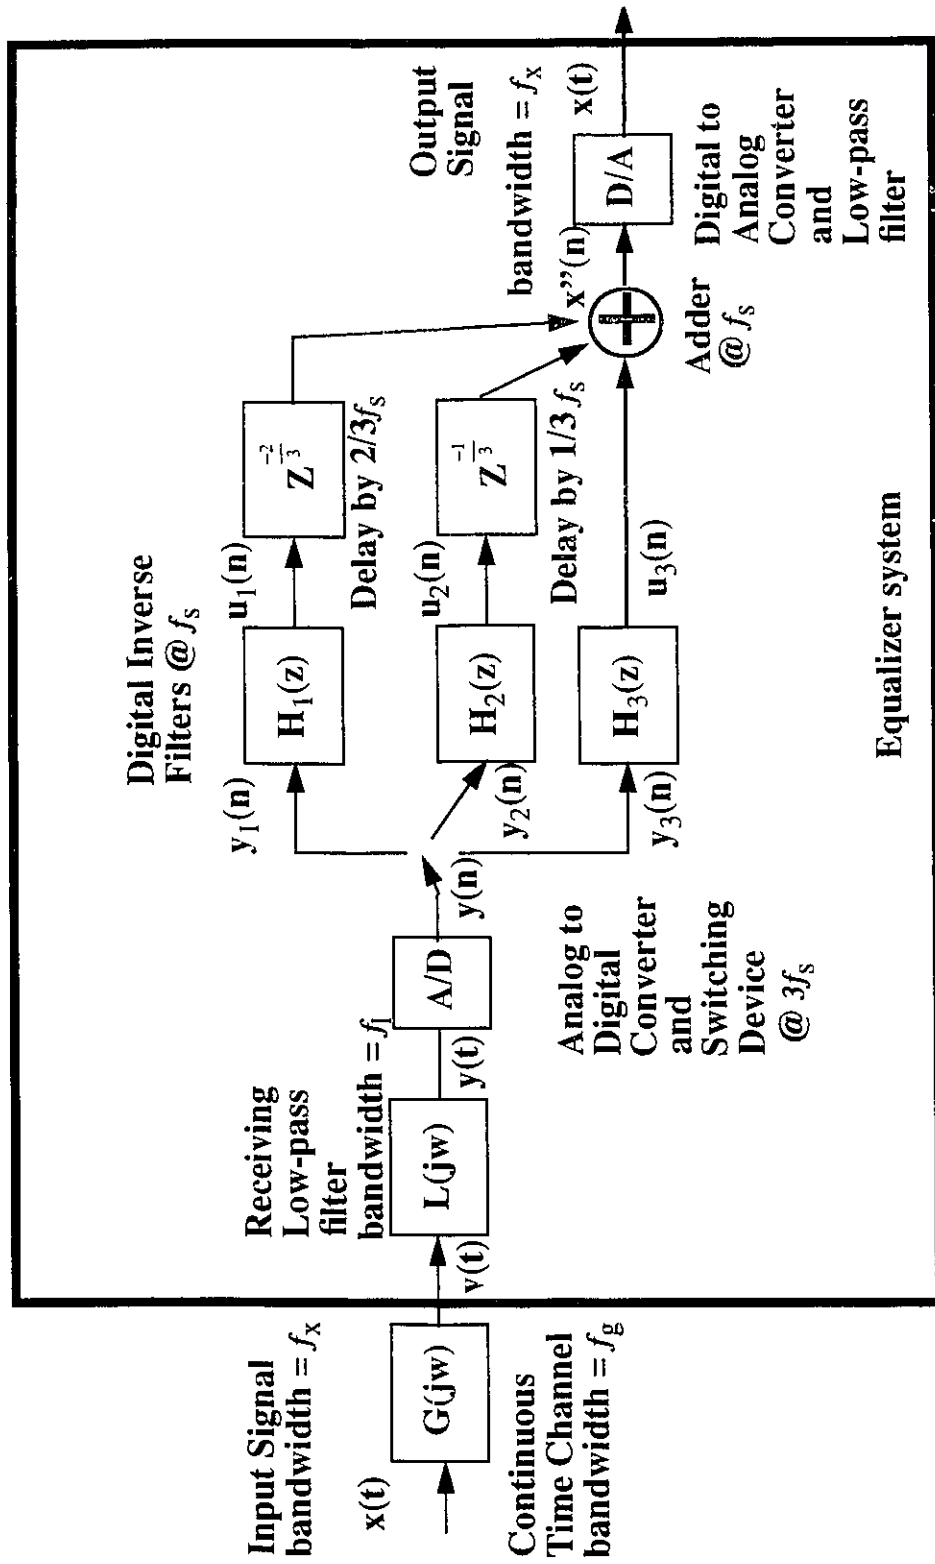 Input Signal
bandwidth = fx
x(t)
G(jw)
Continuous
Time Channel
bandwidth = fg
Receiving
Low-pass
filter
bandwidth = fl
v(t)
L(jw)
y(t)
A/D
y(n)
Analog to
Digital
Converter
and
Switching
Device
@ 3fs
Digital Inverse
Filters @ fs
y1(n)
H1(z)
u1(n)
Z^(-2/3)
Delay by 2/3fs
y2(n)
H2(z)
u2(n)
Z^(-1/3)
Delay by 1/3 fs
y3(n)
H3(z)
u3(n)
Output
Signal
bandwidth = fx
x''(n)
+
Adder
@ fs
D/A
x(t)
Digital to
Analog
Converter
and
Low-pass
filter
Equalizer system